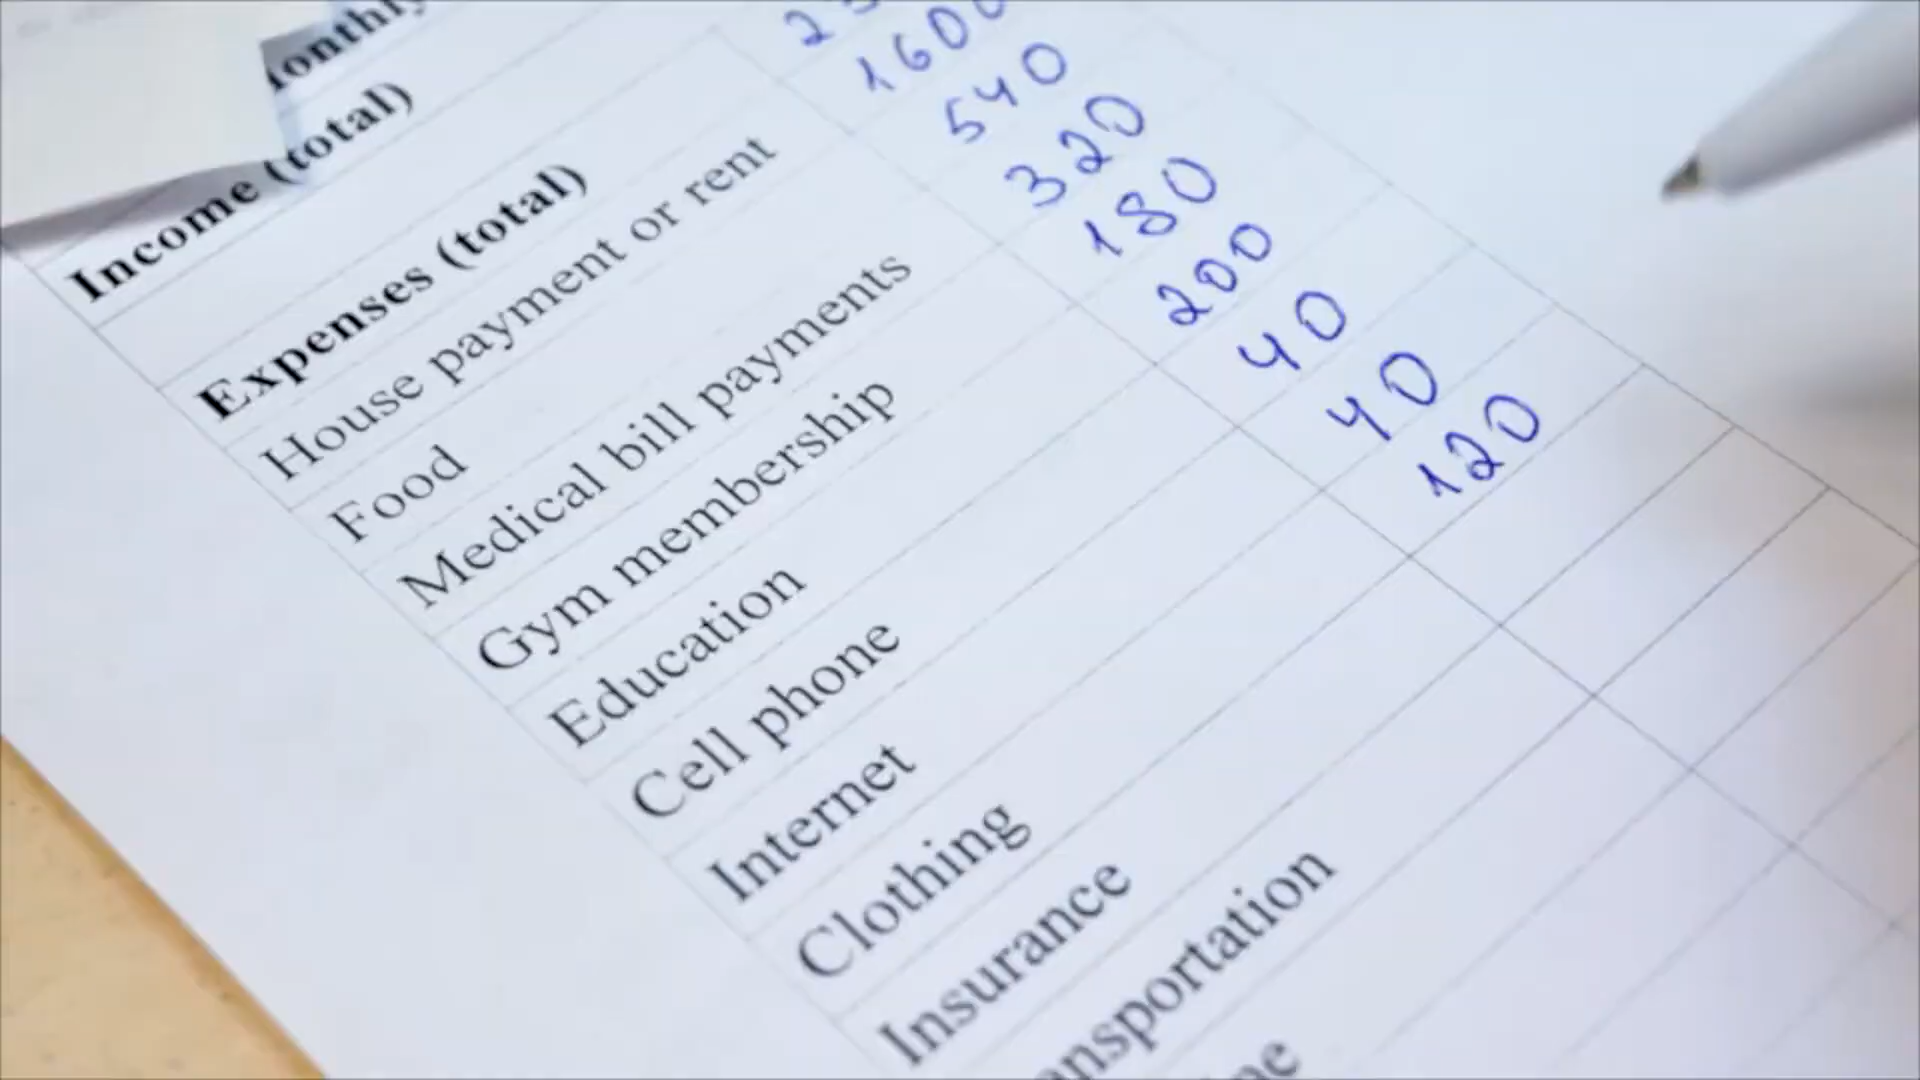 Monthly
Income (total)
Expenses (total)
House payment or rent 1600
Food 540
Medical bill payments 320
Gym membership 180
Education 200
Cell phone 40
Internet 40
Clothing 120
Insurance